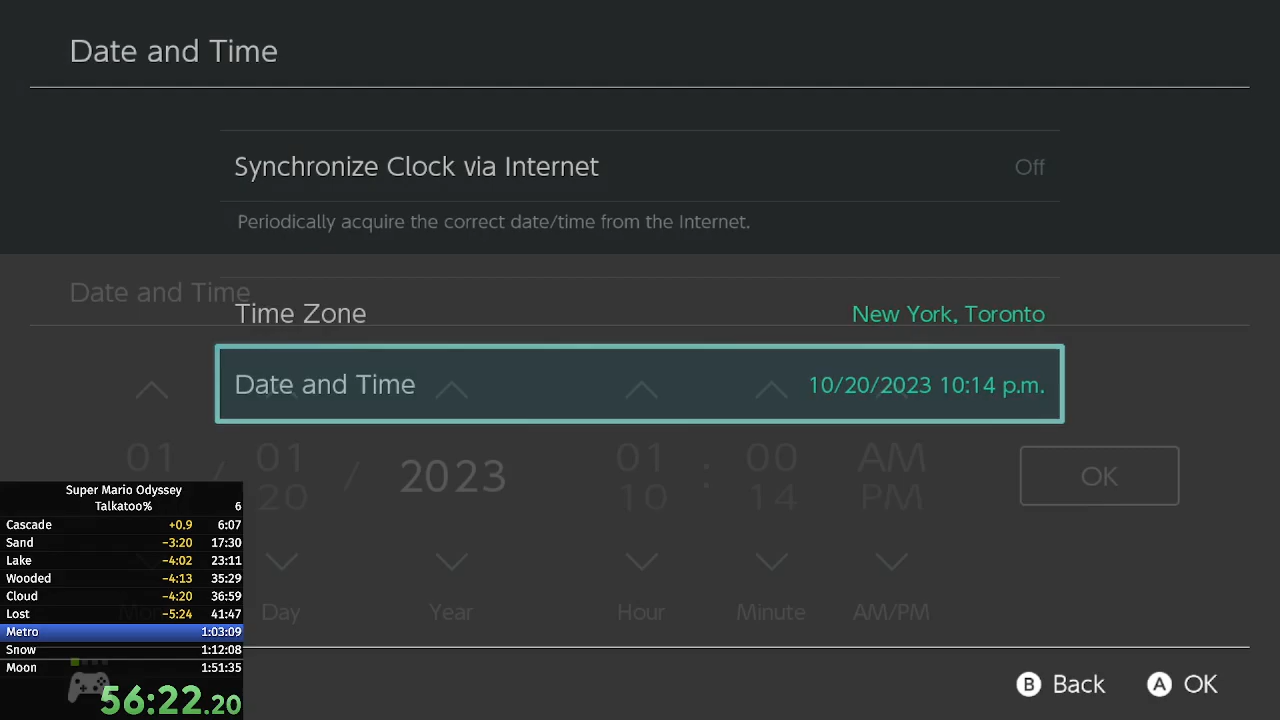 Date and Time
Synchronize Clock via Internet Off
Periodically acquire the correct date/time from the Internet.
Date and Time
Time Zone New York, Toronto
Date and Time 10/20/2023 10:14 p.m.
01 01 01 00 AM
/ / 2023 : OK
20 10 14 PM
Day Year Hour Minute AM/PM
Super Mario Odyssey
Talkatoo% 6
Cascade +0.9 6:07
Sand −3:20 17:30
Lake −4:02 23:11
Wooded −4:13 35:29
Cloud −4:20 36:59
Lost −5:24 41:47
Metro 1:03:09
Snow 1:12:08
Moon 1:51:35
56:22.20
B Back A OK